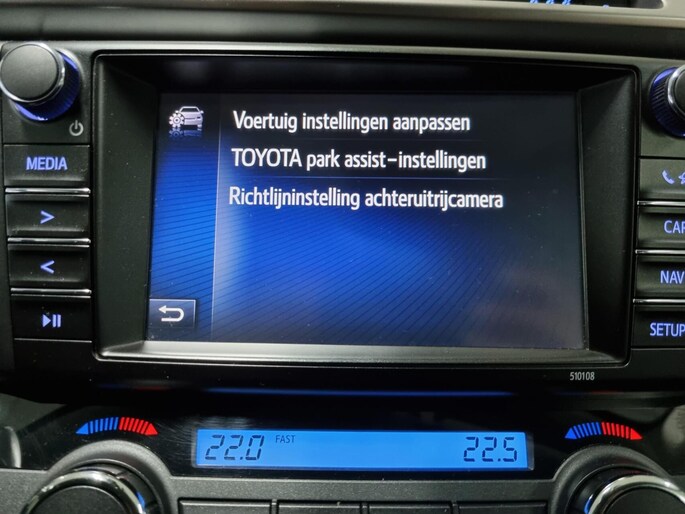 Voertuig instellingen aanpassen
TOYOTA park assist-instellingen
Richtlijninstelling achteruitrijcamera
MEDIA
>
<
CAR
NAV
SETUP
510108
22.0 FAST 22.5